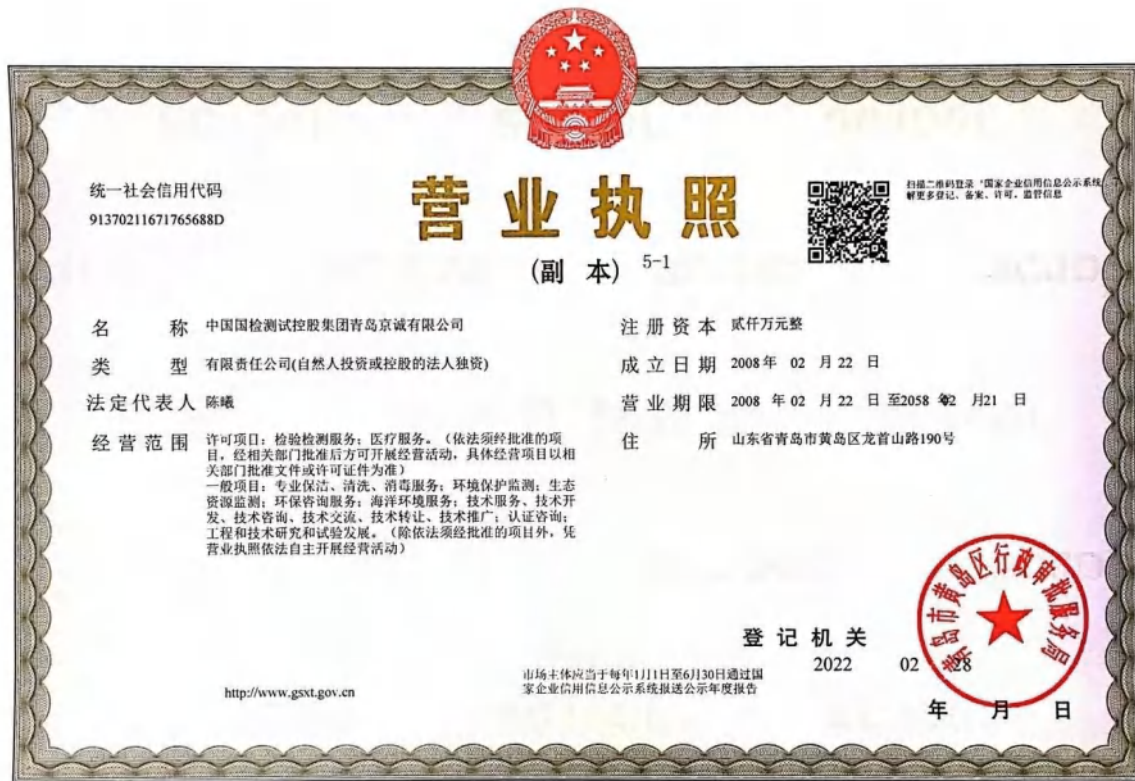 统一社会信用代码
91370211671765688D
营业执照
(副 本) 5-1
扫描二维码登录“国家企业信用信息公示系统
解更多登记、备案、许可、监管信息
名 称 中国国检测试控股集团青岛京诚有限公司
类 型 有限责任公司(自然人投资或控股的法人独资)
法定代表人 陈曦
经营范围 许可项目：检验检测服务；医疗服务。（依法须经批准的项
目，经相关部门批准后方可开展经营活动，具体经营项目以相
关部门批准文件或许可证件为准）
一般项目：专业保洁、清洗、消毒服务；环境保护监测；生态
资源监测；环保咨询服务；海洋环境服务；技术服务、技术开
发、技术咨询、技术交流、技术转让、技术推广；认证咨询；
工程和技术研究和试验发展。（除依法须经批准的项目外，凭
营业执照依法自主开展经营活动）
注册资本 贰仟万元整
成立日期 2008年 02 月 22 日
营业期限 2008 年 02 月 22 日 至2058 年02 月21 日
住 所 山东省青岛市黄岛区龙首山路190号
青岛市黄岛区行政审批服务局
登记机关
2022 02 28
年 月 日
http://www.gsxt.gov.cn
市场主体应当于每年1月1日至6月30日通过国
家企业信用信息公示系统报送公示年度报告